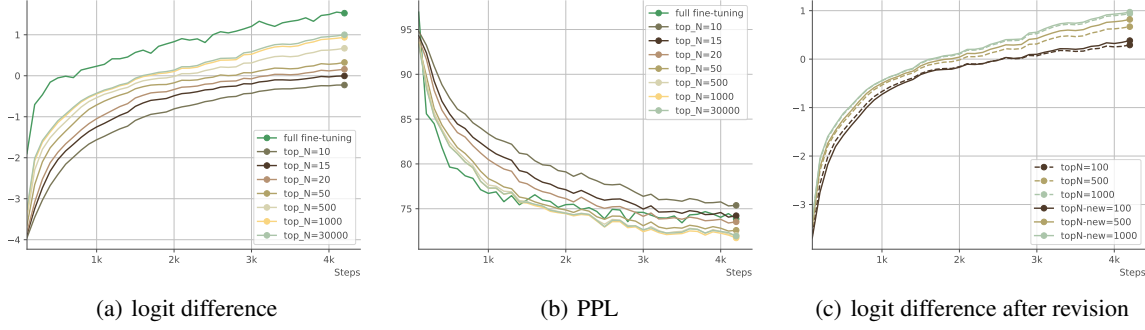 1
0
−1
−2
−3
−4
1k
2k
3k
4k
Steps
full fine-tuning
top_N=10
top_N=15
top_N=20
top_N=50
top_N=500
top_N=1000
top_N=30000
(a) logit difference
95
90
85
80
75
1k
2k
3k
4k
Steps
full fine-tuning
top_N=10
top_N=15
top_N=20
top_N=50
top_N=500
top_N=1000
top_N=30000
(b) PPL
1
0
−1
−2
−3
1k
2k
3k
4k
Steps
topN=100
topN=500
topN=1000
topN-new=100
topN-new=500
topN-new=1000
(c) logit difference after revision